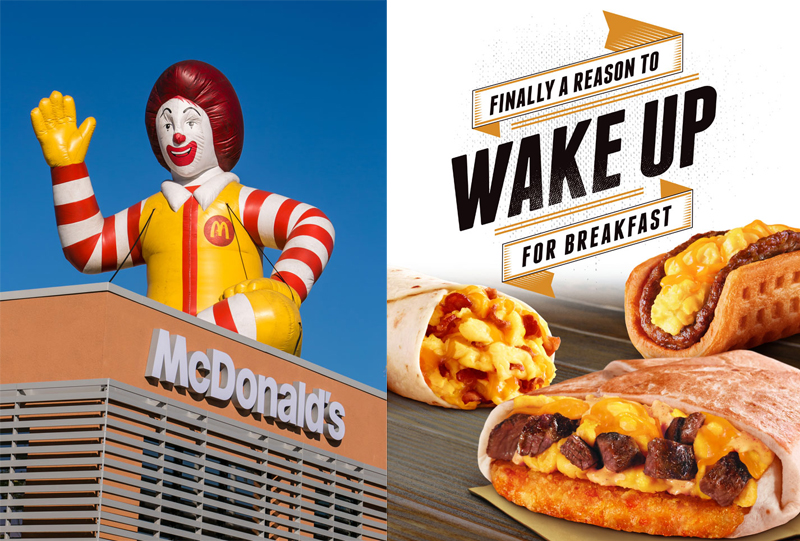 M
McDonald's
FINALLY A REASON TO
WAKE UP
FOR BREAKFAST